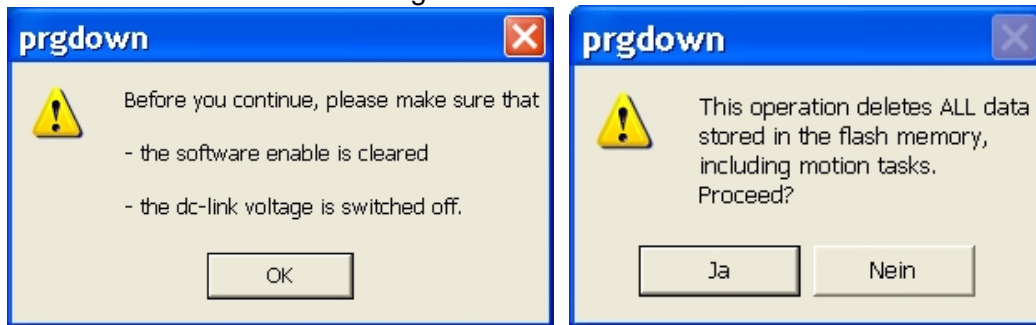 prgdown
Before you continue, please make sure that
- the software enable is cleared
- the dc-link voltage is switched off.
OK
prgdown
This operation deletes ALL data
stored in the flash memory,
including motion tasks.
Proceed?
Ja
Nein